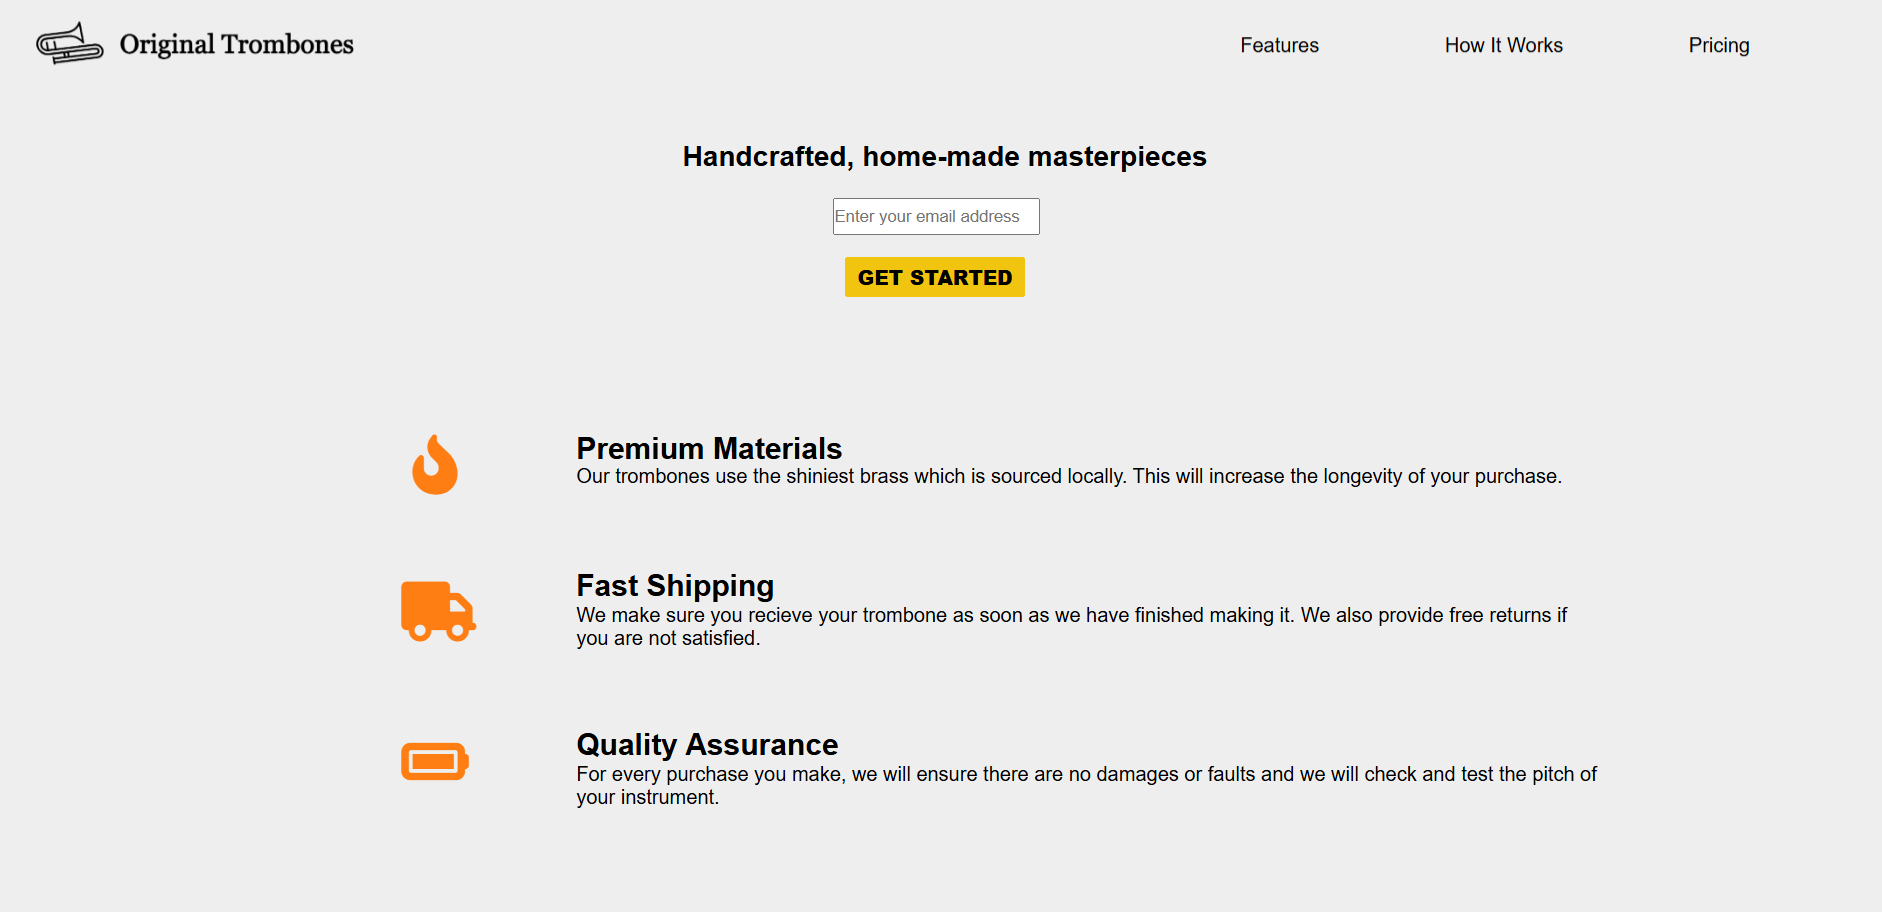 Original Trombones
Features
How It Works
Pricing
Handcrafted, home-made masterpieces
Enter your email address
GET STARTED
Premium Materials
Our trombones use the shiniest brass which is sourced locally. This will increase the longevity of your purchase.
Fast Shipping
We make sure you recieve your trombone as soon as we have finished making it. We also provide free returns if
you are not satisfied.
Quality Assurance
For every purchase you make, we will ensure there are no damages or faults and we will check and test the pitch of
your instrument.